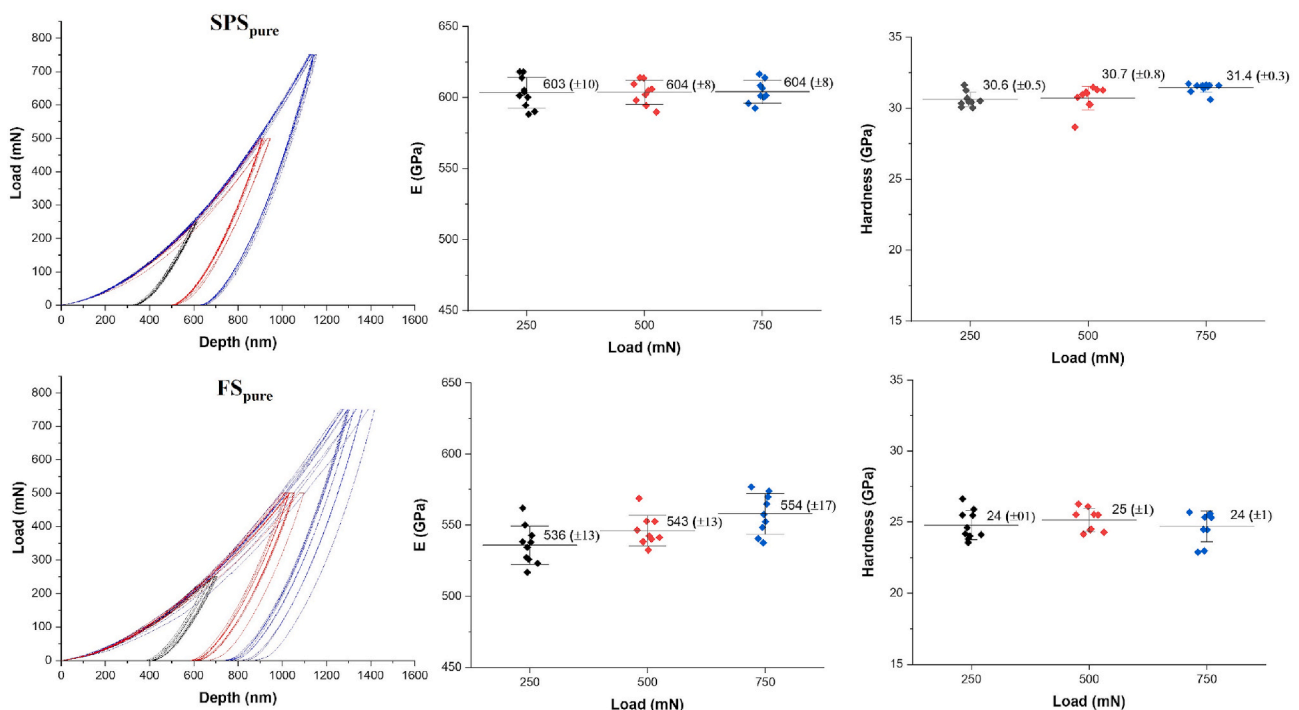 SPSpure
Load (mN)
800
700
600
500
400
300
200
100
0
0 200 400 600 800 1000 1200 1400 1600
Depth (nm)
E (GPa)
650
600
550
500
450
603 (±10)
604 (±8)
604 (±8)
250 500 750
Load (mN)
Hardness (GPa)
35
30
25
20
15
30.6 (±0.5)
30.7 (±0.8)
31.4 (±0.3)
250 500 750
Load (mN)
FSpure
Load (mN)
800
700
600
500
400
300
200
100
0
0 200 400 600 800 1000 1200 1400 1600
Depth (nm)
E (GPa)
650
600
550
500
450
536 (±13)
543 (±13)
554 (±17)
250 500 750
Load (mN)
Hardness (GPa)
35
30
25
20
15
24 (±01)
25 (±1)
24 (±1)
250 500 750
Load (mN)